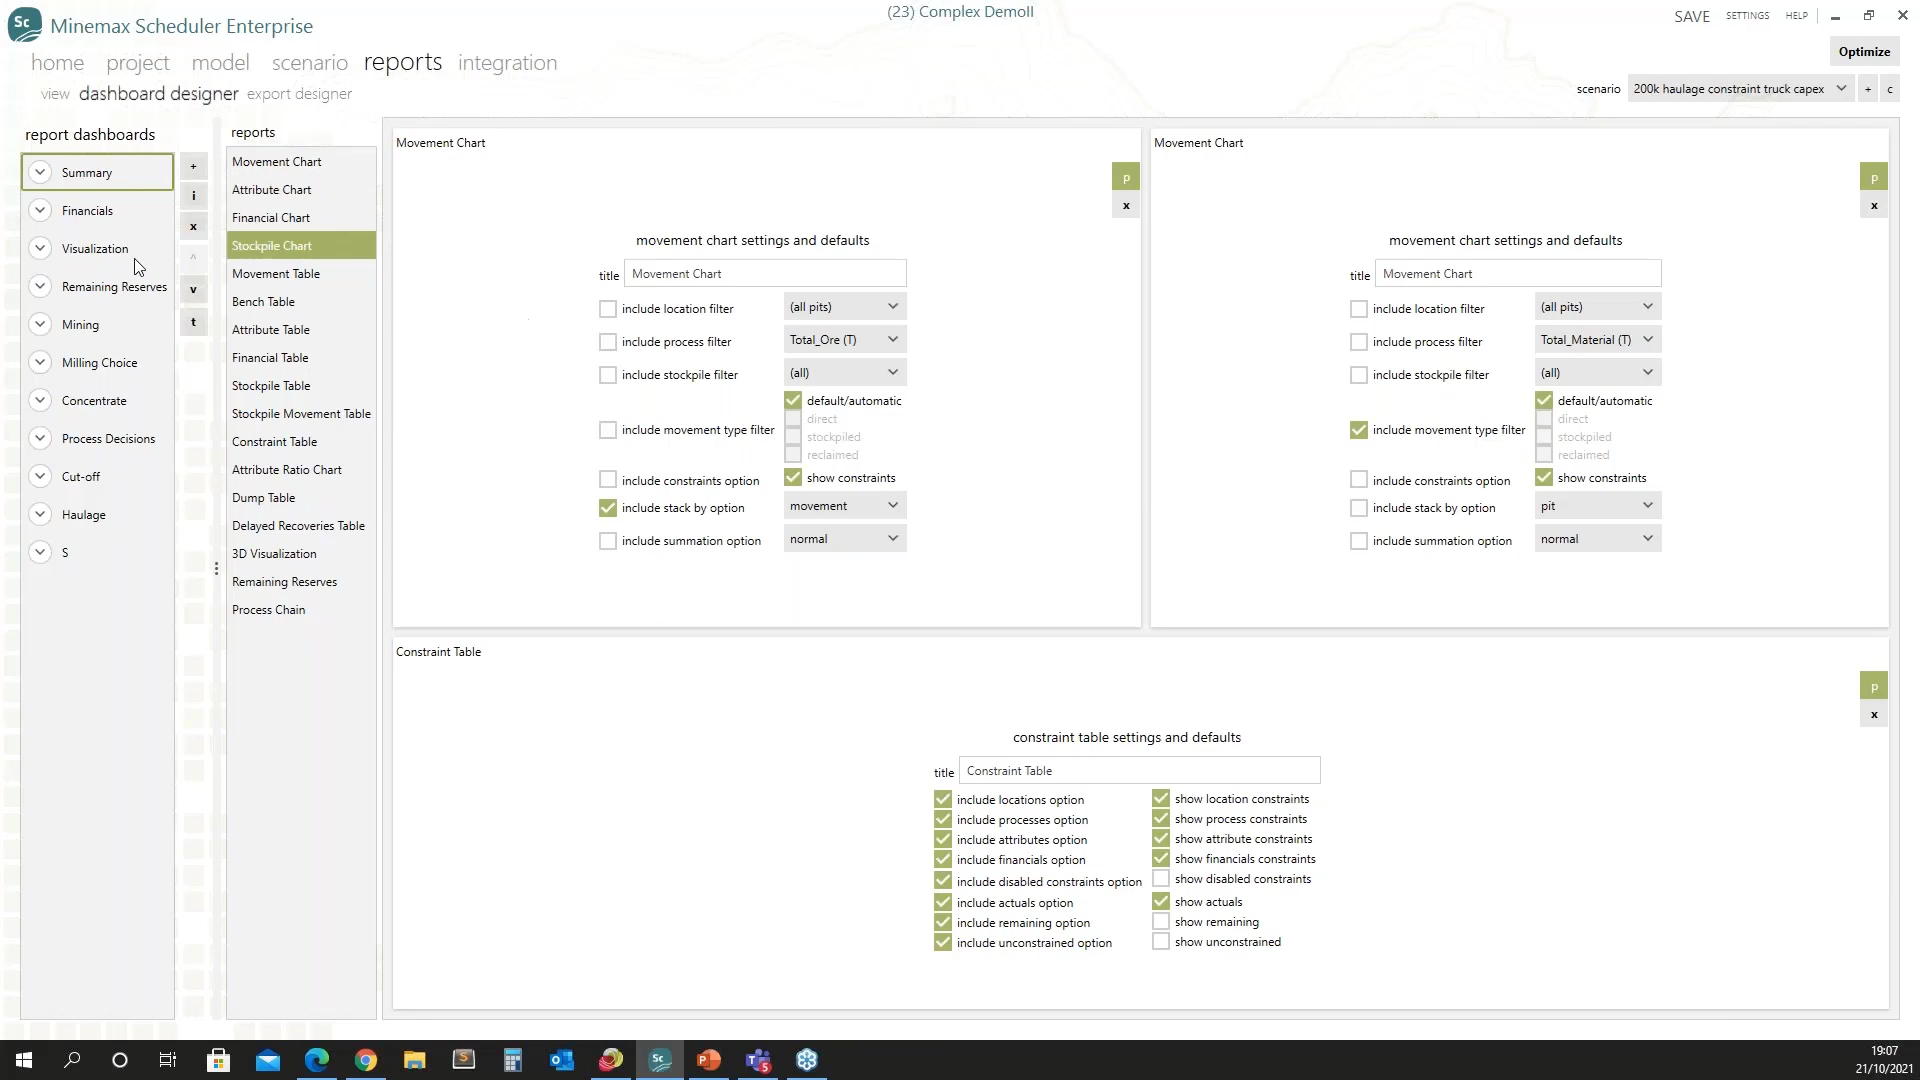 Sc
Minemax Scheduler Enterprise
(23) Complex DemoII
SAVE SETTINGS HELP
home project model scenario reports integration
Optimize
view dashboard designer export designer
scenario 200k haulage constraint truck capex + c
report dashboards
Summary
Financials
Visualization
Remaining Reserves
Mining
Milling Choice
Concentrate
Process Decisions
Cut-off
Haulage
S
+
i
x
^
v
t
reports
Movement Chart
Attribute Chart
Financial Chart
Stockpile Chart
Movement Table
Bench Table
Attribute Table
Financial Table
Stockpile Table
Stockpile Movement Table
Constraint Table
Attribute Ratio Chart
Dump Table
Delayed Recoveries Table
3D Visualization
Remaining Reserves
Process Chain
Movement Chart
p
x
movement chart settings and defaults
title Movement Chart
include location filter (all pits)
include process filter Total_Ore (T)
include stockpile filter (all)
default/automatic
direct
include movement type filter
stockpiled
reclaimed
include constraints option show constraints
include stack by option movement
include summation option normal
Movement Chart
p
x
movement chart settings and defaults
title Movement Chart
include location filter (all pits)
include process filter Total_Material (T)
include stockpile filter (all)
default/automatic
direct
include movement type filter
stockpiled
reclaimed
include constraints option show constraints
include stack by option pit
include summation option normal
Constraint Table
p
x
constraint table settings and defaults
title Constraint Table
include locations option show location constraints
include processes option show process constraints
include attributes option show attribute constraints
include financials option show financials constraints
include disabled constraints option show disabled constraints
include actuals option show actuals
include remaining option show remaining
include unconstrained option show unconstrained
S
Sc
P
T
5
19:07
21/10/2021